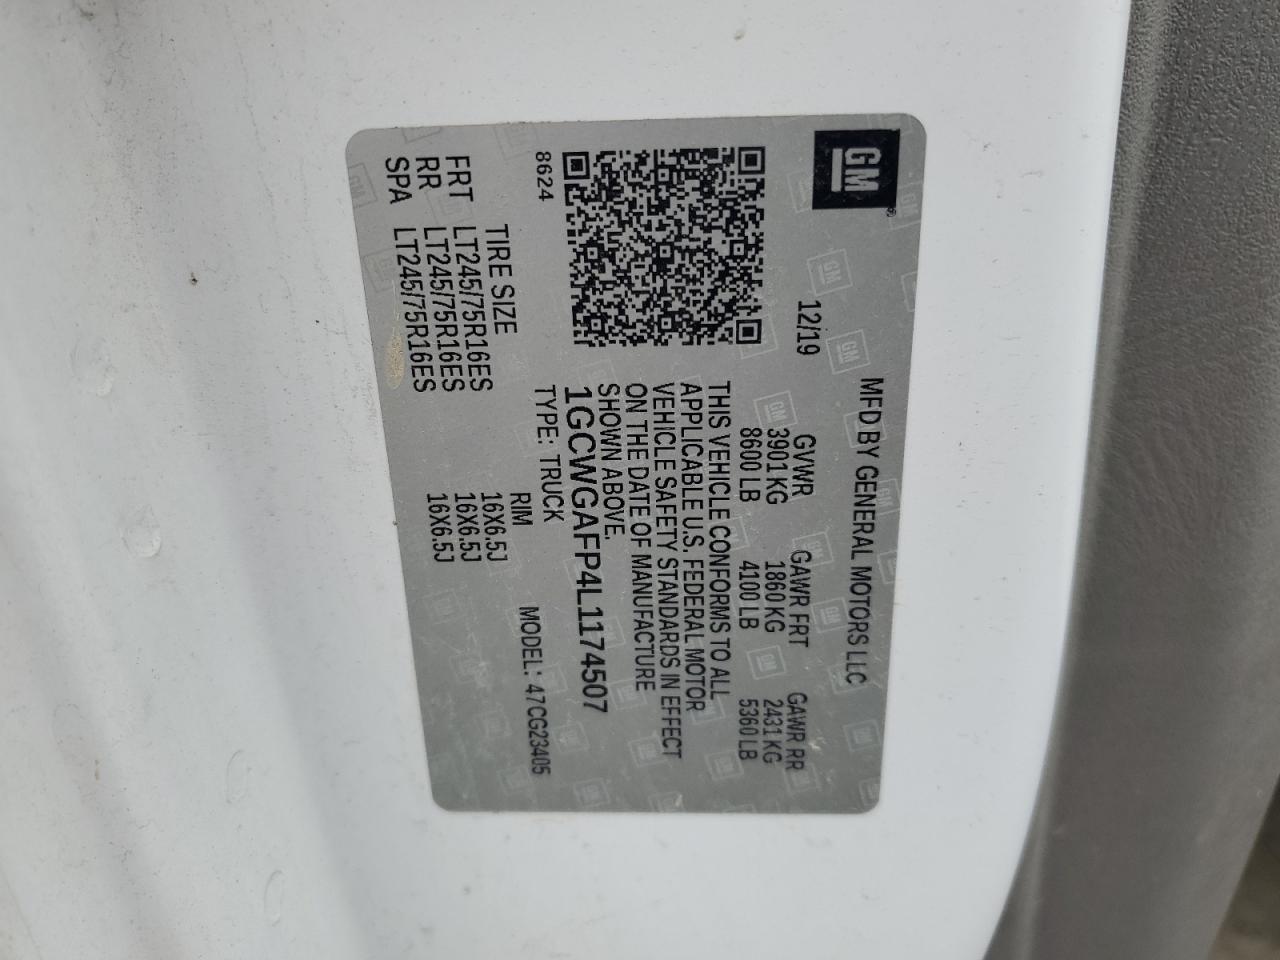 GM
MFD BY GENERAL MOTORS LLC
12/19
GVWR GAWR FRT GAWR RR
3901 KG 1860 KG 2431 KG
8600 LB 4100 LB 5360 LB
THIS VEHICLE CONFORMS TO ALL
APPLICABLE U.S. FEDERAL MOTOR
VEHICLE SAFETY STANDARDS IN EFFECT
ON THE DATE OF MANUFACTURE
SHOWN ABOVE.
1GCWGAFP4L1174507
8624 TYPE: TRUCK MODEL: 47CG23405
TIRE SIZE RIM
FRT LT245/75R16ES 16X6.5J
RR LT245/75R16ES 16X6.5J
SPA LT245/75R16ES 16X6.5J